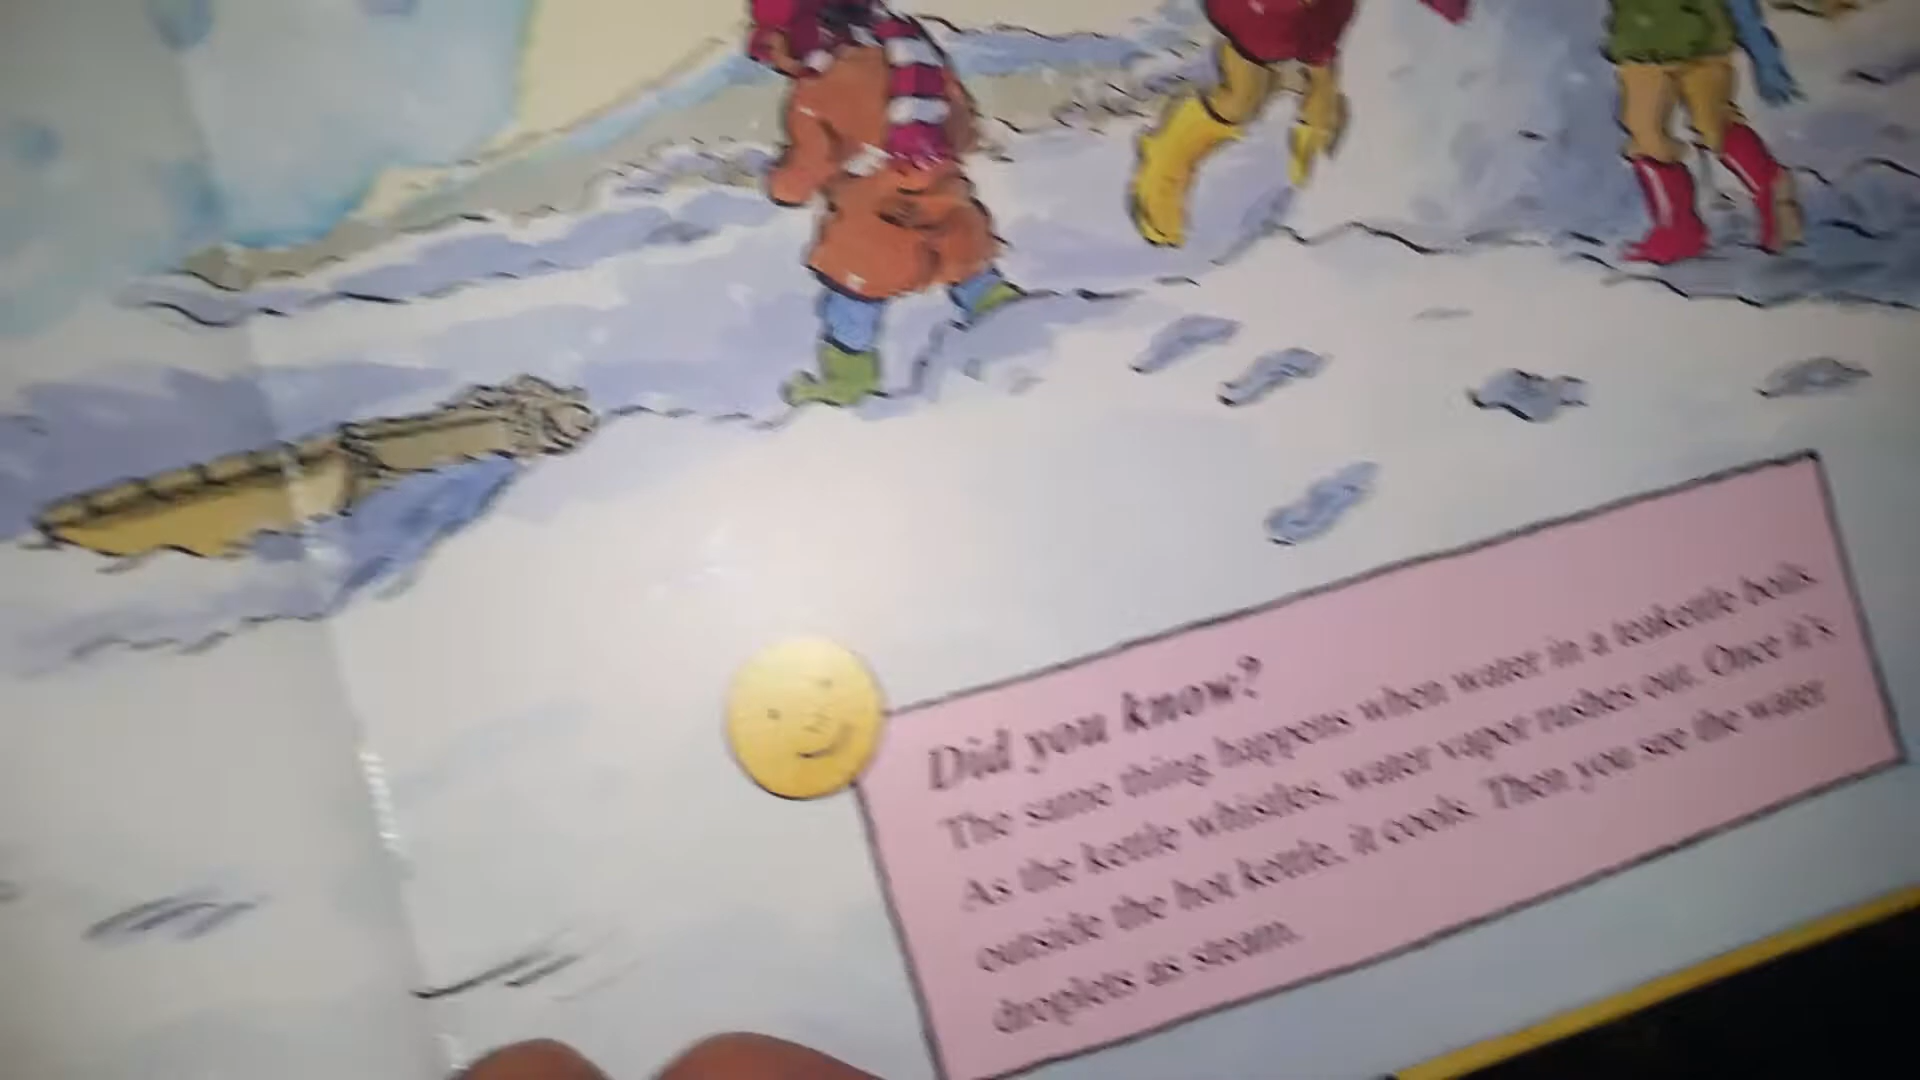 Did you know?
The same thing happens when water in a teakettle boils.
As the kettle whistles, water vapor rushes out. Once it's
outside the hot kettle, it cools. Then you see the water
droplets as steam.